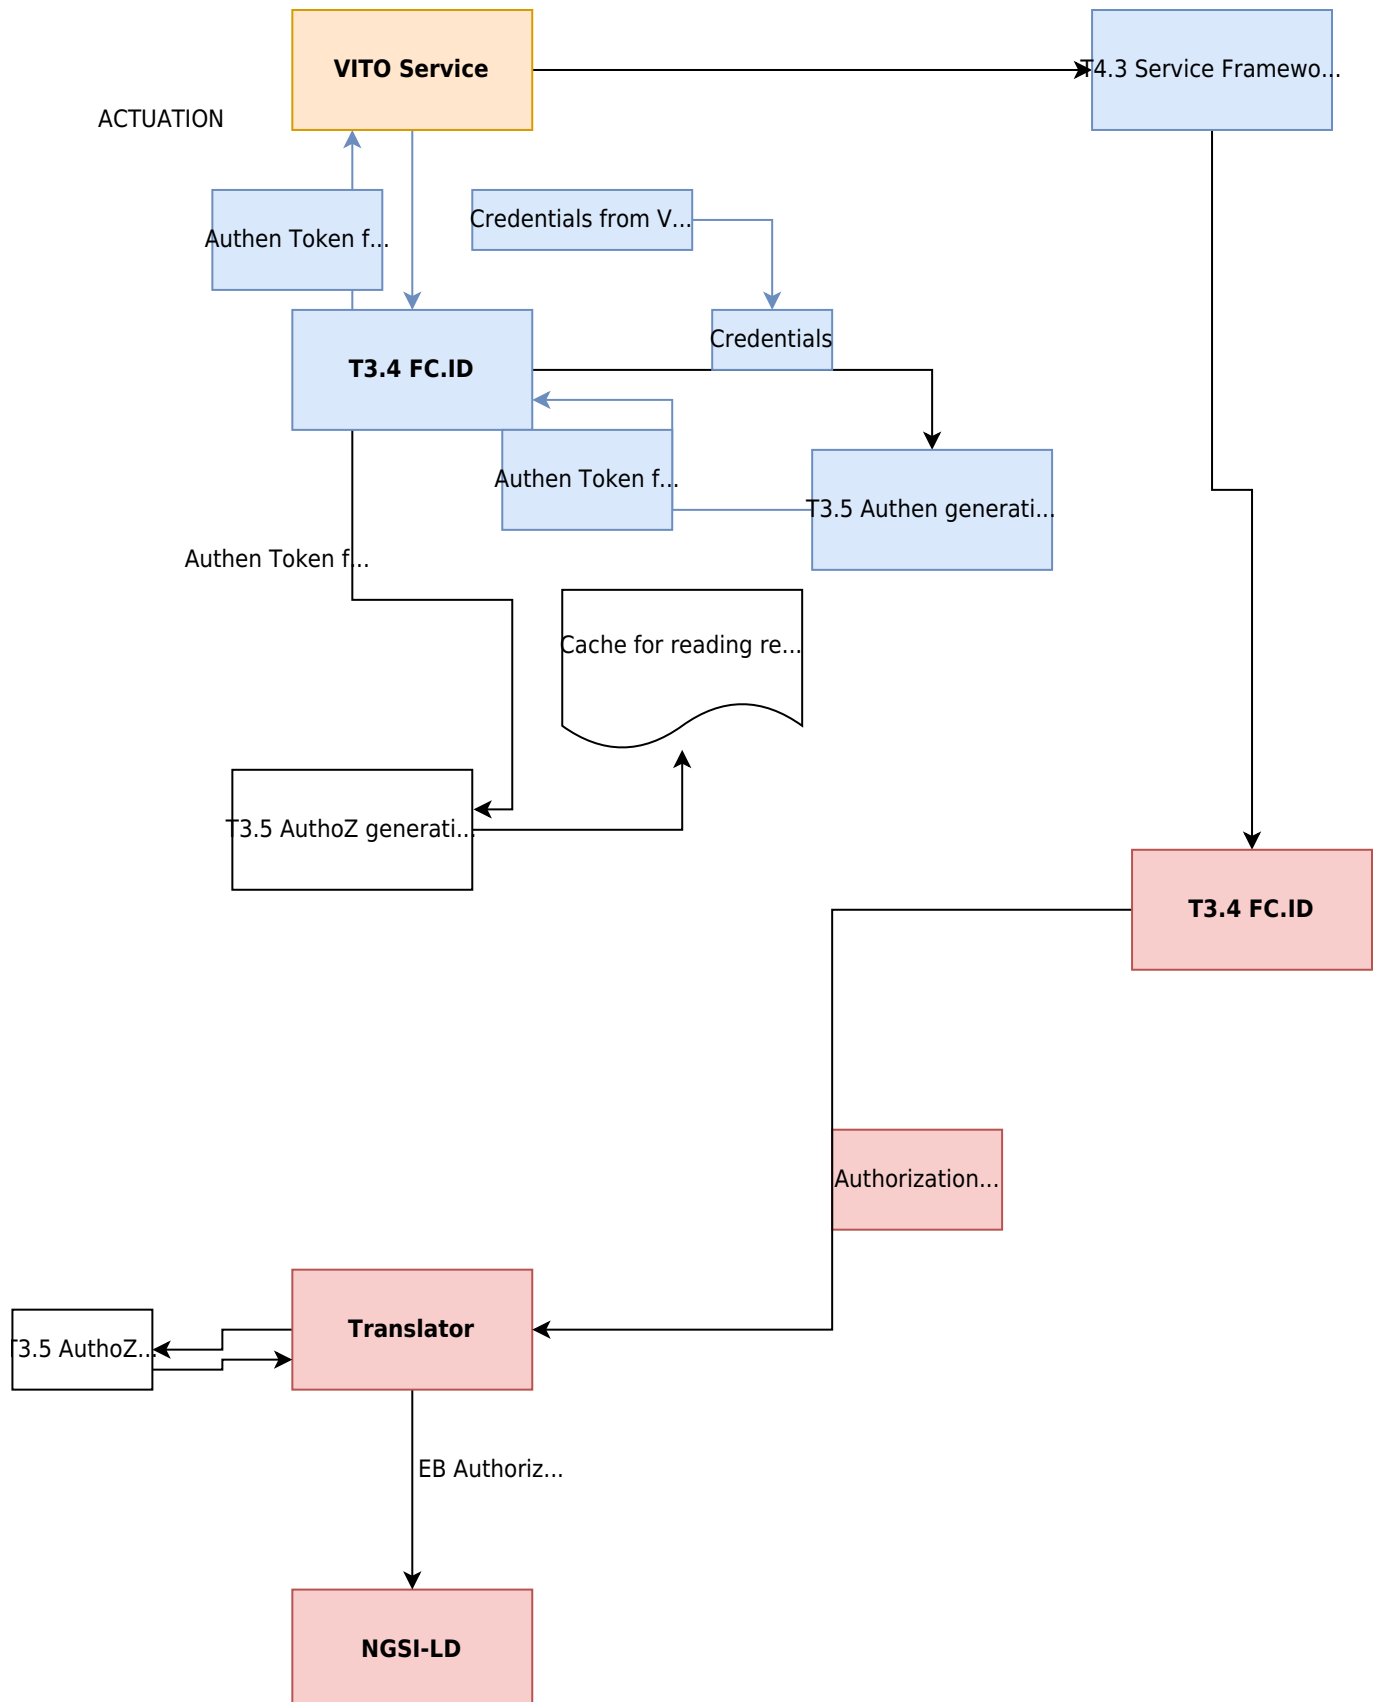 VITO Service
T4.3 Service Framewo...
ACTUATION
Authen Token f...
Credentials from V...
Credentials
T3.4 FC.ID
Authen Token f...
T3.5 Authen generati...
Authen Token f...
Cache for reading re...
T3.5 AuthoZ generati...
T3.4 FC.ID
Authorization...
Translator
T3.5 AuthoZ...
EB Authoriz...
NGSI-LD